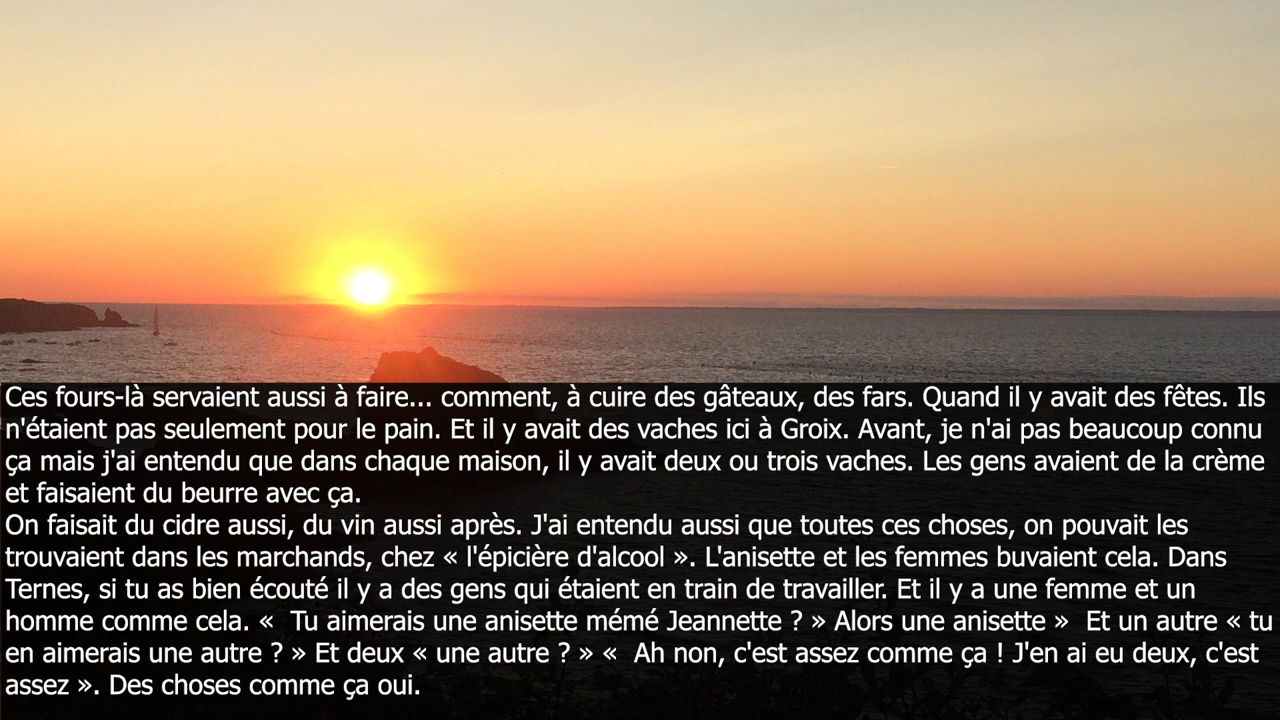 Ces fours-là servaient aussi à faire... comment, à cuire des gâteaux, des fars. Quand il y avait des fêtes. Ils
n'étaient pas seulement pour le pain. Et il y avait des vaches ici à Groix. Avant, je n'ai pas beaucoup connu
ça mais j'ai entendu que dans chaque maison, il y avait deux ou trois vaches. Les gens avaient de la crème
et faisaient du beurre avec ça.
On faisait du cidre aussi, du vin aussi après. J'ai entendu aussi que toutes ces choses, on pouvait les
trouvaient dans les marchands, chez « l'épicière d'alcool ». L'anisette et les femmes buvaient cela. Dans
Ternes, si tu as bien écouté il y a des gens qui étaient en train de travailler. Et il y a une femme et un
homme comme cela. «  Tu aimerais une anisette mémé Jeannette ? » Alors une anisette »  Et un autre « tu
en aimerais une autre ? » Et deux « une autre ? » «  Ah non, c'est assez comme ça ! J'en ai eu deux, c'est
assez ». Des choses comme ça oui.